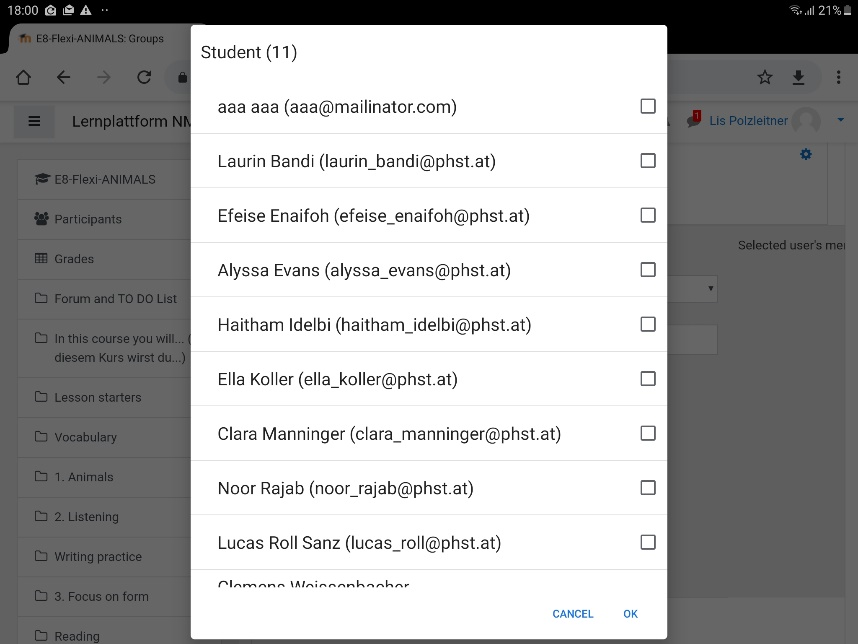 18:00
21%
E8-Flexi-ANIMALS: Groups
Lernplattform NM
1
Lis Polzleitner
E8-Flexi-ANIMALS
Participants
Grades
Forum and TO DO List
In this course you will... (
diesem Kurs wirst du...)
Lesson starters
Vocabulary
1. Animals
2. Listening
Writing practice
3. Focus on form
Reading
Selected user's mer
Student (11)
aaa aaa (aaa@mailinator.com)
Laurin Bandi (laurin_bandi@phst.at)
Efeise Enaifoh (efeise_enaifoh@phst.at)
Alyssa Evans (alyssa_evans@phst.at)
Haitham Idelbi (haitham_idelbi@phst.at)
Ella Koller (ella_koller@phst.at)
Clara Manninger (clara_manninger@phst.at)
Noor Rajab (noor_rajab@phst.at)
Lucas Roll Sanz (lucas_roll@phst.at)
Clemens Weissenbacher
CANCEL OK